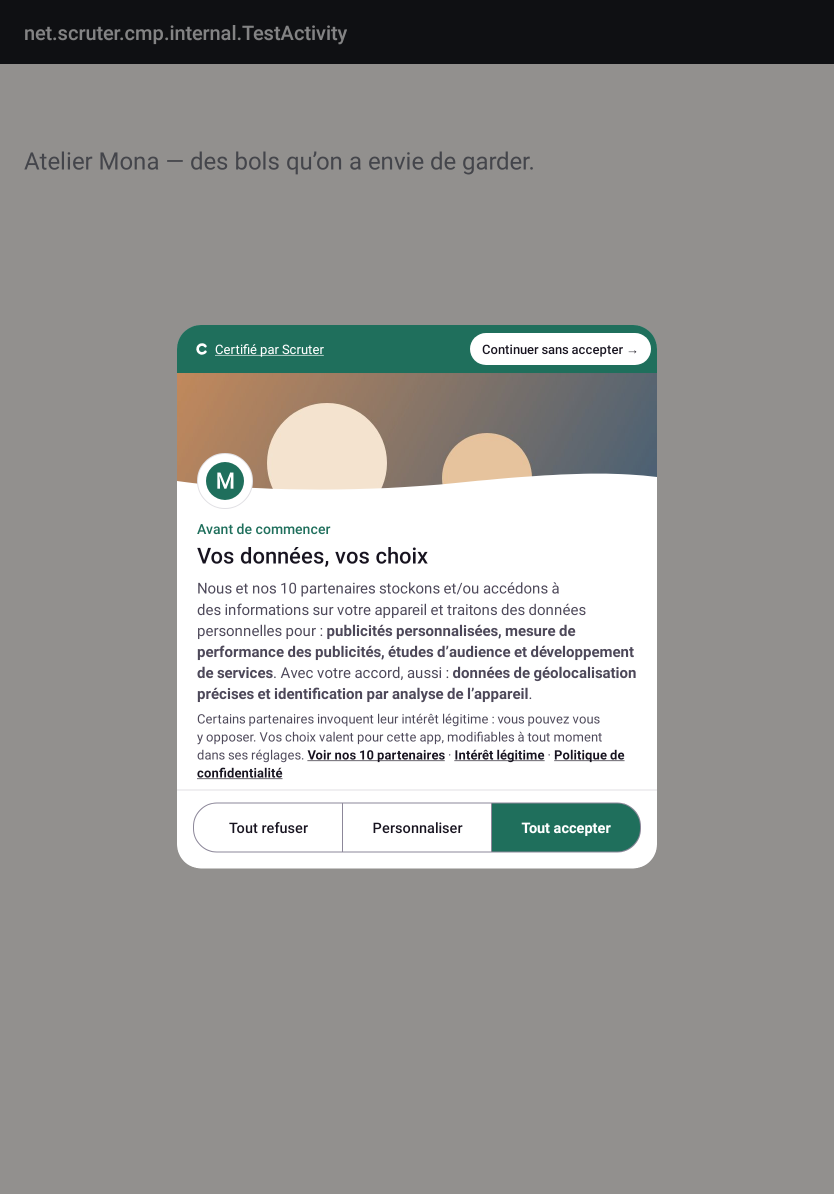 net.scruter.cmp.internal.TestActivity
Atelier Mona — des bols qu’on a envie de garder.
Certifié par Scruter
Continuer sans accepter →
M
Avant de commencer
Vos données, vos choix
Nous et nos 10 partenaires stockons et/ou accédons à
des informations sur votre appareil et traitons des données
personnelles pour : publicités personnalisées, mesure de
performance des publicités, études d’audience et développement
de services. Avec votre accord, aussi : données de géolocalisation
précises et identification par analyse de l’appareil.
Certains partenaires invoquent leur intérêt légitime : vous pouvez vous
y opposer. Vos choix valent pour cette app, modifiables à tout moment
dans ses réglages. Voir nos 10 partenaires · Intérêt légitime · Politique de
confidentialité
Tout refuser
Personnaliser
Tout accepter